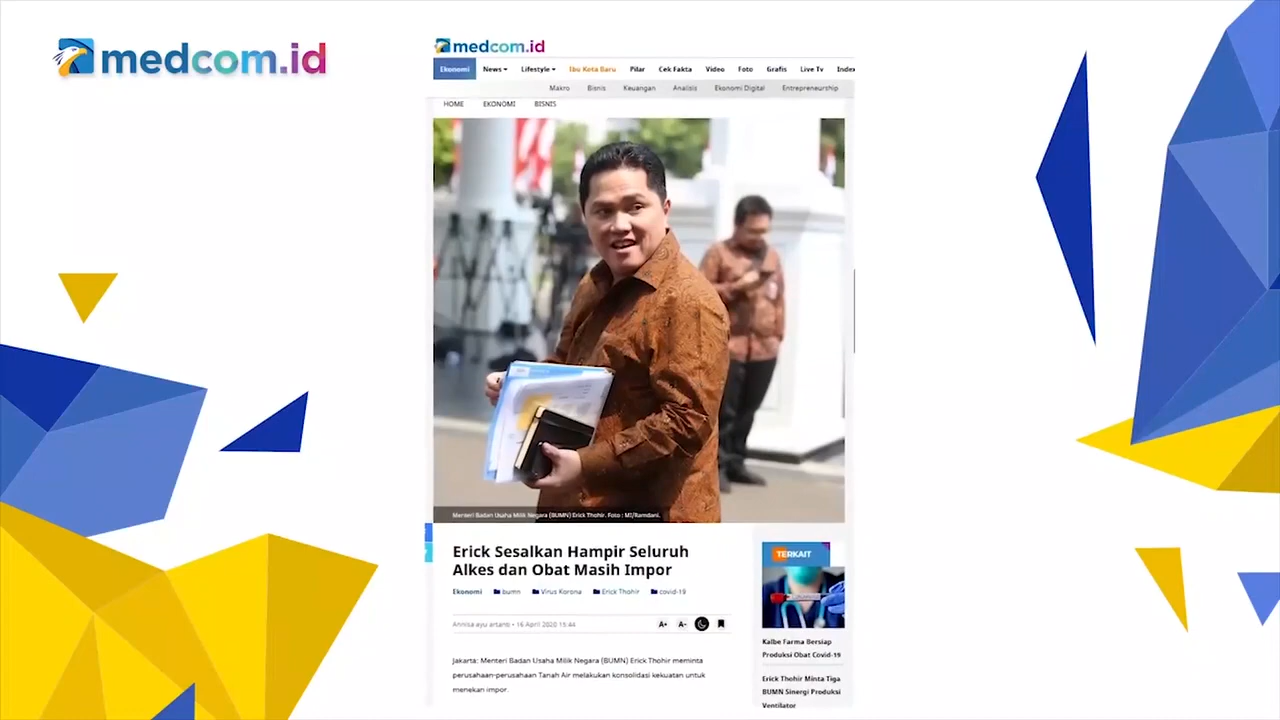 medcom.id
medcom.id
Ekonomi News Lifestyle Ibu Kota Baru Pilar Cek Fakta Video Foto Grafis Live Tv Index
Makro Bisnis Keuangan Analisis Ekonomi Digital Entrepreneurship
HOME EKONOMI BISNIS
Menteri Badan Usaha Milik Negara (BUMN) Erick Thohir. Foto : MI/Ramdani.
Erick Sesalkan Hampir Seluruh
Alkes dan Obat Masih Impor
Ekonomi bumn Virus Korona Erick Thohir covid-19
Annisa ayu artanti • 16 April 2020 15:44
A+ A-
Jakarta: Menteri Badan Usaha Milik Negara (BUMN) Erick Thohir meminta
perusahaan-perusahaan Tanah Air melakukan konsolidasi kekuatan untuk
menekan impor.
TERKAIT
Kalbe Farma Bersiap
Produksi Obat Covid-19
Erick Thohir Minta Tiga
BUMN Sinergi Produksi
Ventilator